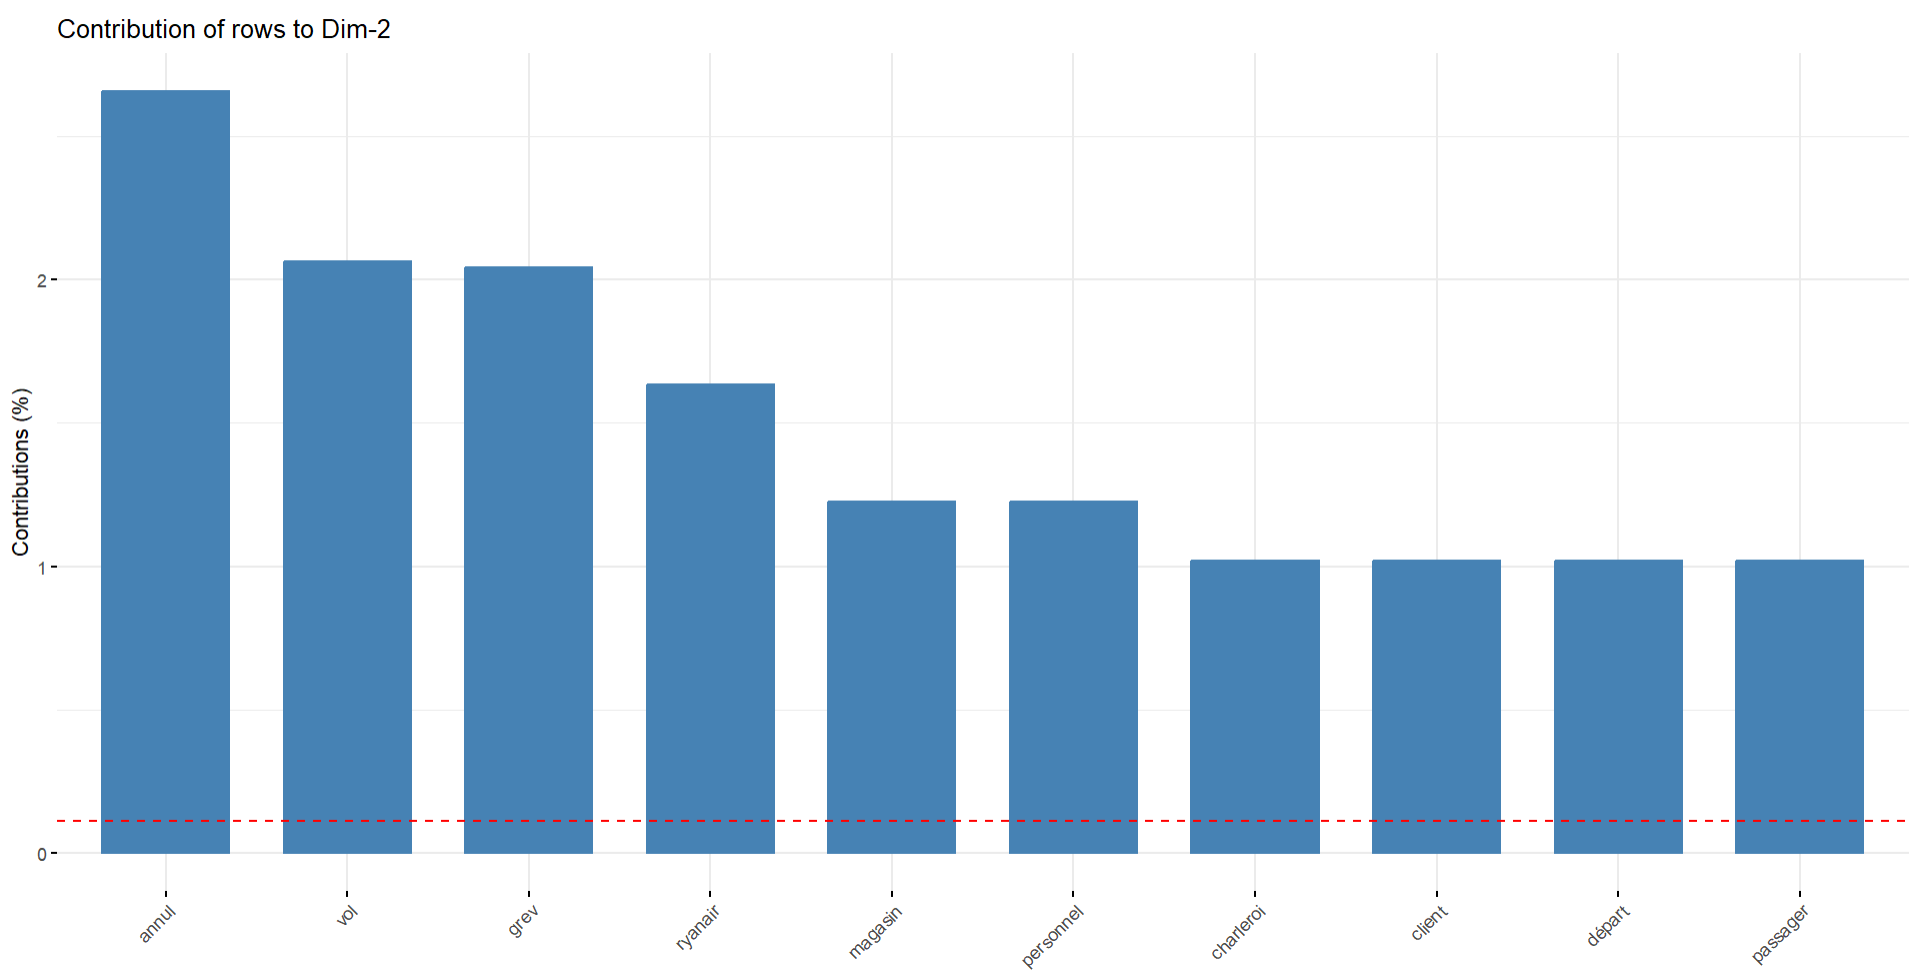 Contribution of rows to Dim-2
Contributions (%)
2
1
0
annul
vol
grev
ryanair
magasin
personnel
charleroi
client
départ
passager